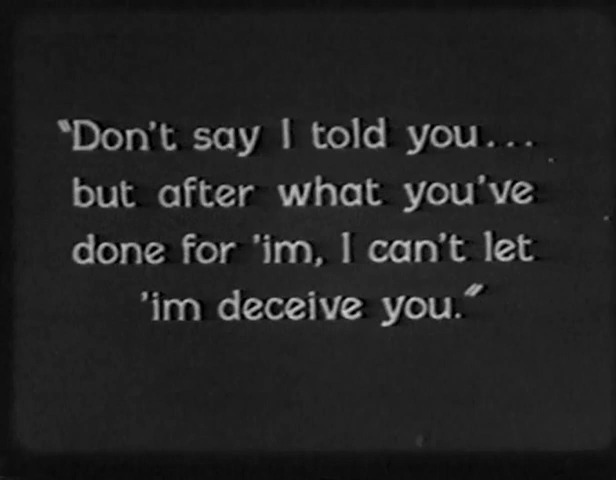 "Don't say I told you...
but after what you've
done for 'im, I can't let
'im deceive you."